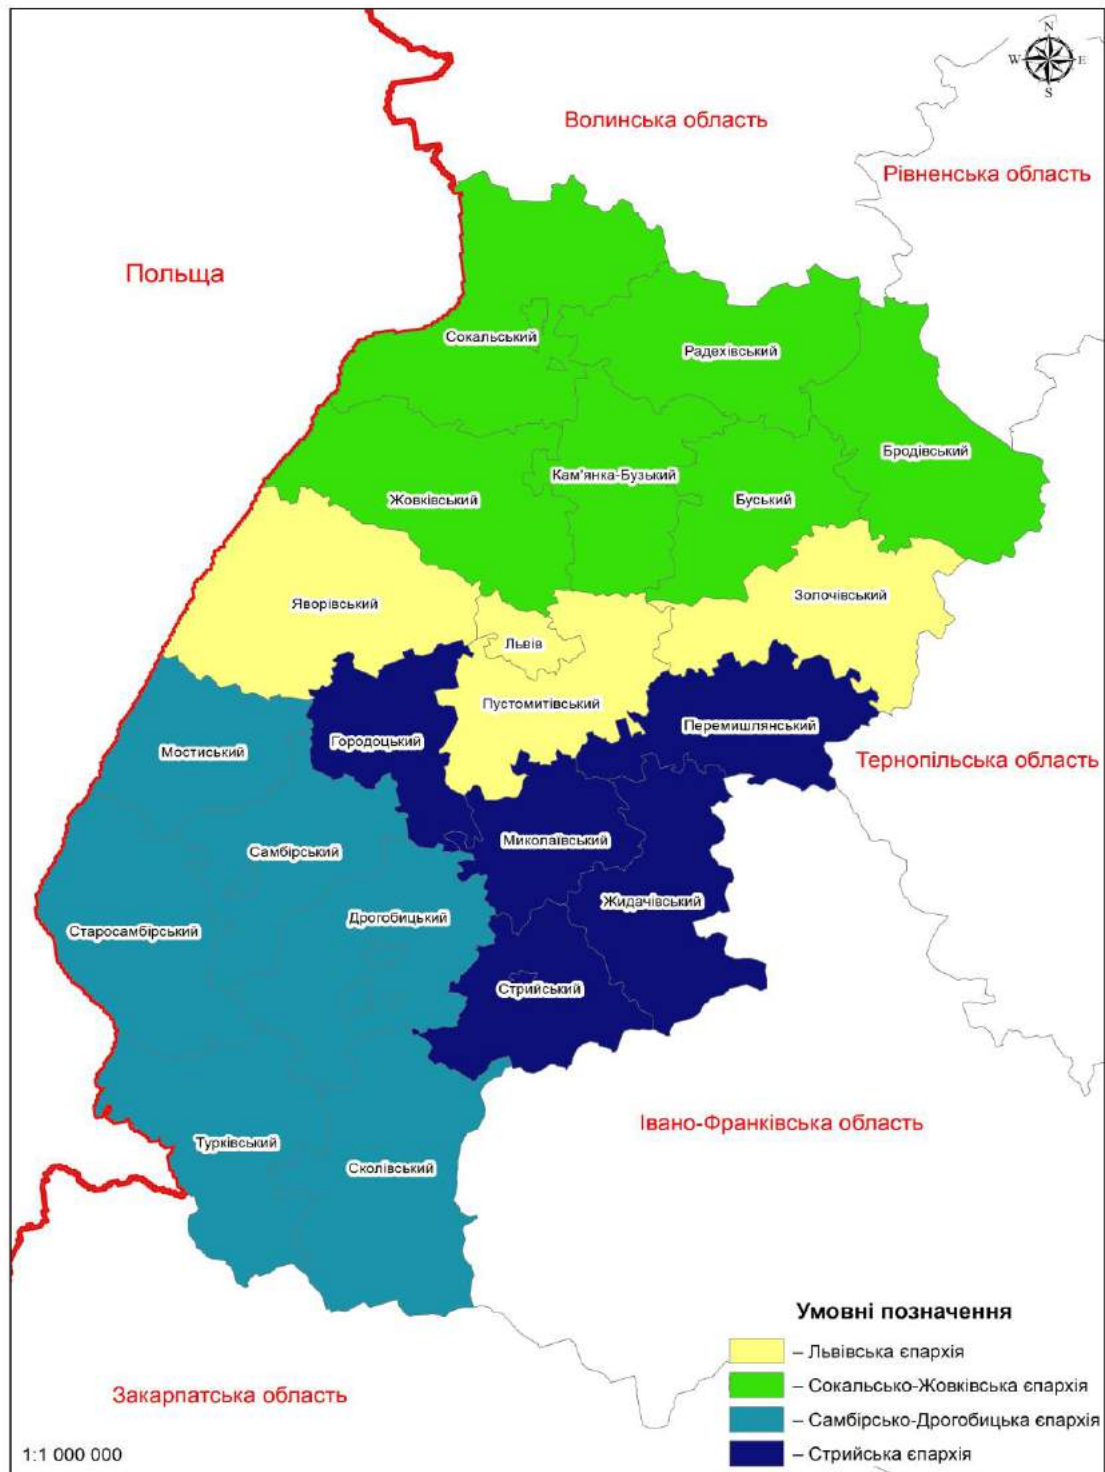 N
W E
S
Волинська область
Рівненська область
Польща
Сокальський
Радехівський
Бродівський
Кам'янка-Бузький
Жовківський
Буський
Яворівський
Золочівський
Львів
Пустомитівський
Перемишлянський
Городоцький
Мостиський
Тернопільська область
Миколаївський
Самбірський
Жидачівський
Дрогобицький
Старосамбірський
Стрийський
Івано-Франківська область
Турківський
Сколівський
Умовні позначення
– Львівська єпархія
– Сокальсько-Жовківська єпархія
– Самбірсько-Дрогобицька єпархія
– Стрийська єпархія
Закарпатська область
1:1 000 000